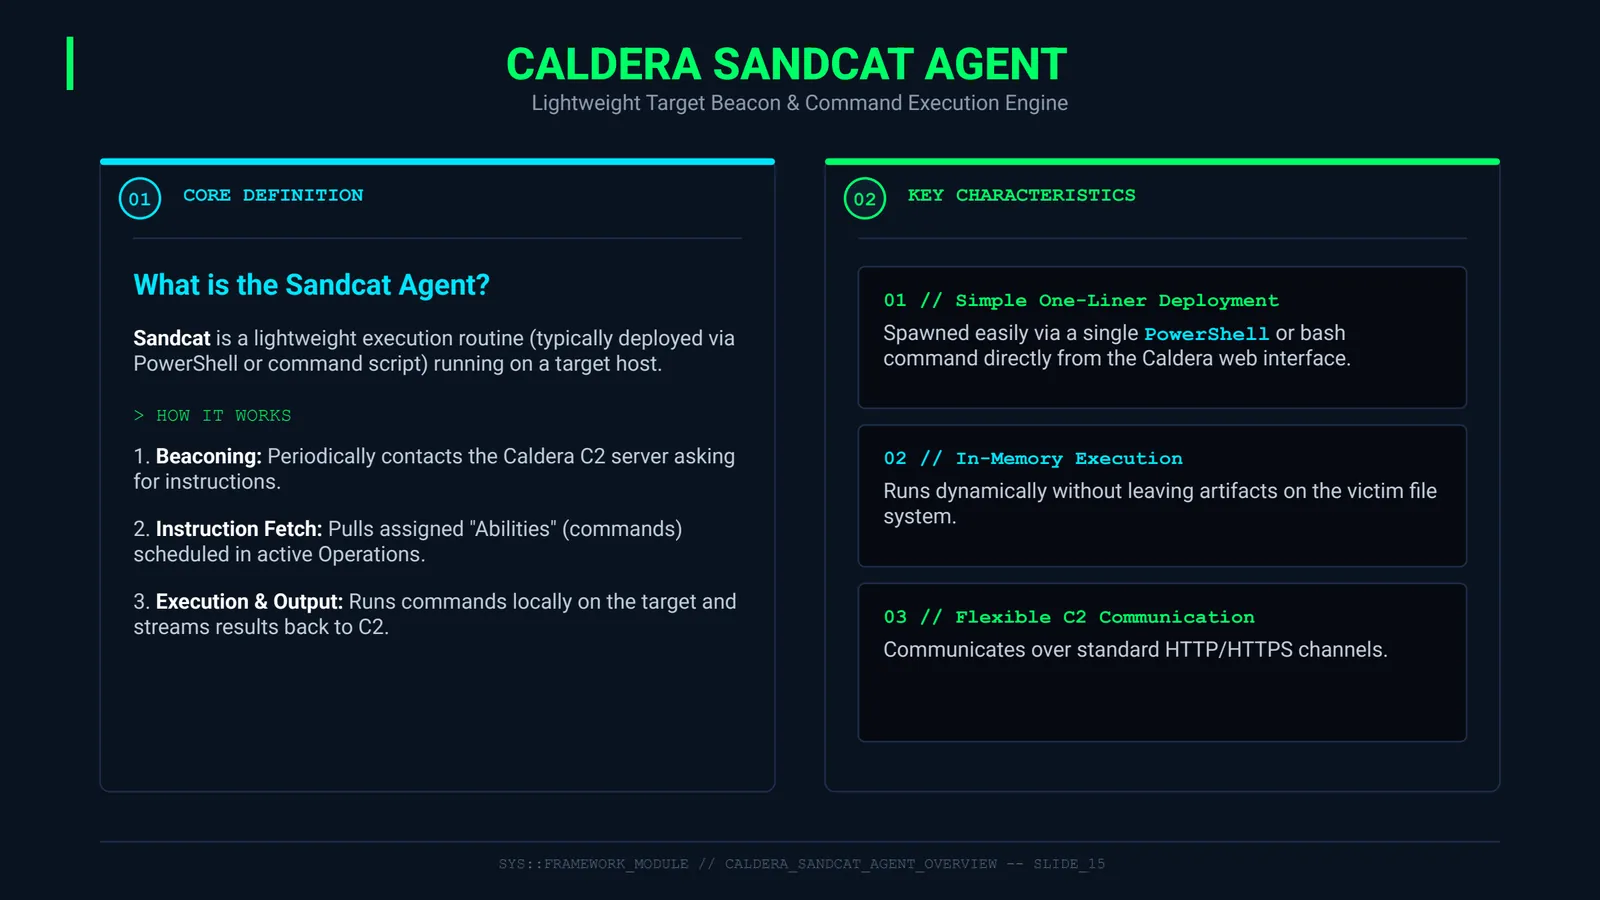 CALDERA SANDCAT AGENT
Lightweight Target Beacon & Command Execution Engine
01
CORE DEFINITION
What is the Sandcat Agent?
Sandcat is a lightweight execution routine (typically deployed via
PowerShell or command script) running on a target host.
> HOW IT WORKS
1. Beaconing: Periodically contacts the Caldera C2 server asking
for instructions.
2. Instruction Fetch: Pulls assigned "Abilities" (commands)
scheduled in active Operations.
3. Execution & Output: Runs commands locally on the target and
streams results back to C2.
02
KEY CHARACTERISTICS
01 // Simple One-Liner Deployment
Spawned easily via a single PowerShell or bash
command directly from the Caldera web interface.
02 // In-Memory Execution
Runs dynamically without leaving artifacts on the victim file
system.
03 // Flexible C2 Communication
Communicates over standard HTTP/HTTPS channels.
SYS::FRAMEWORK_MODULE // CALDERA_SANDCAT_AGENT_OVERVIEW -- SLIDE_15